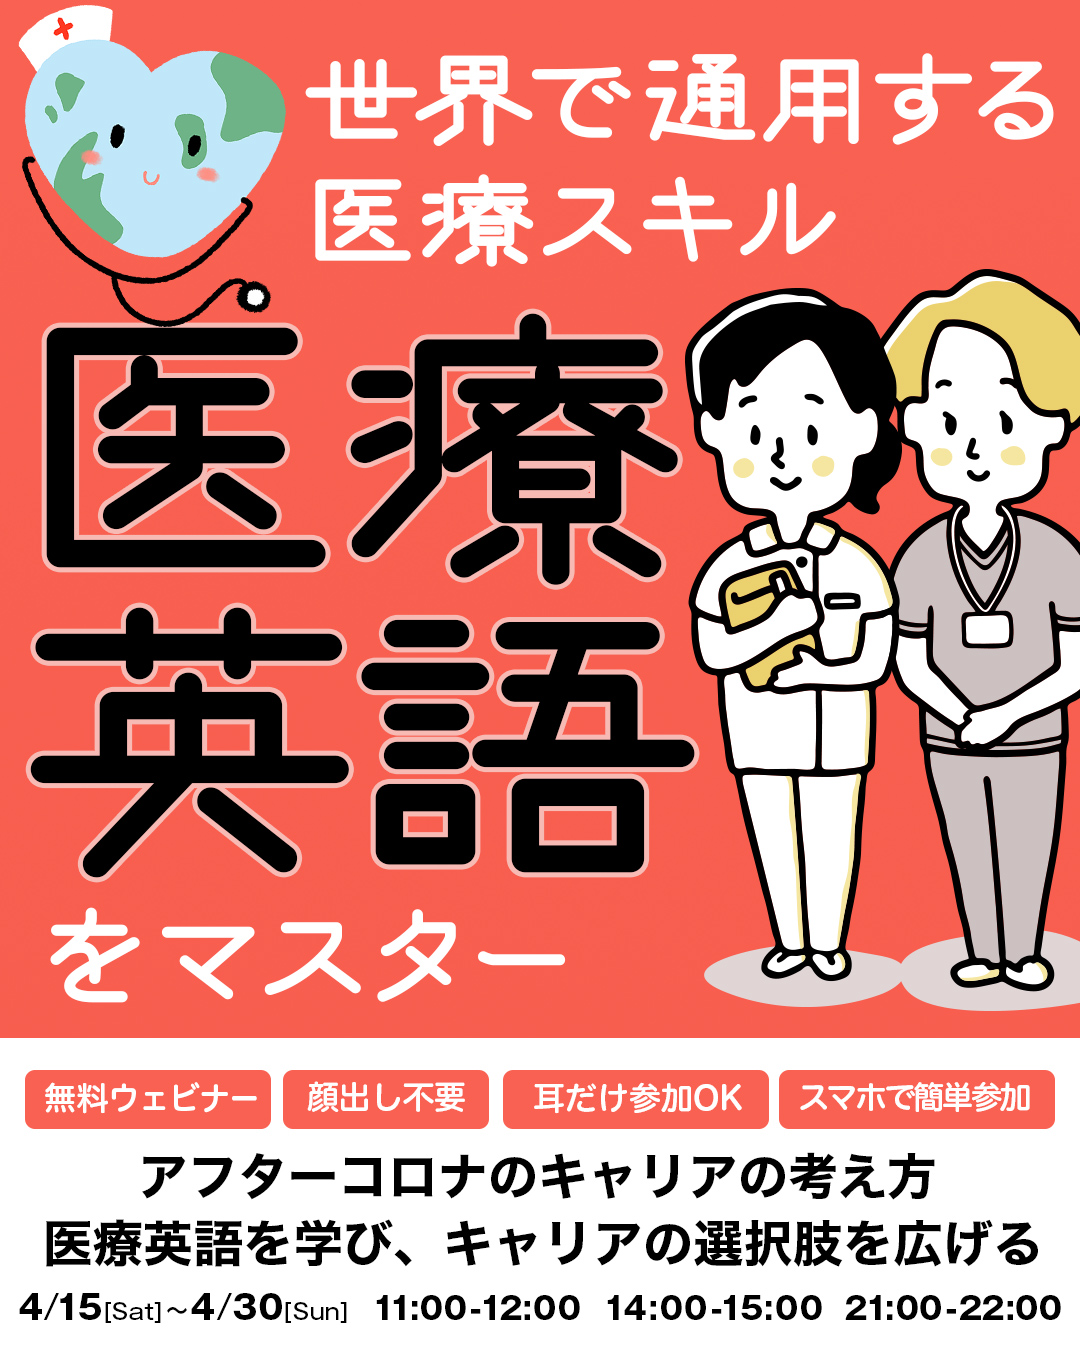 世界で通用する
医療スキル
医療
英語
をマスター
無料ウェビナー 顔出し不要 耳だけ参加OK スマホで簡単参加
アフターコロナのキャリアの考え方
医療英語を学び、キャリアの選択肢を広げる
4/15[Sat]~4/30[Sun] 11:00-12:00 14:00-15:00 21:00-22:00